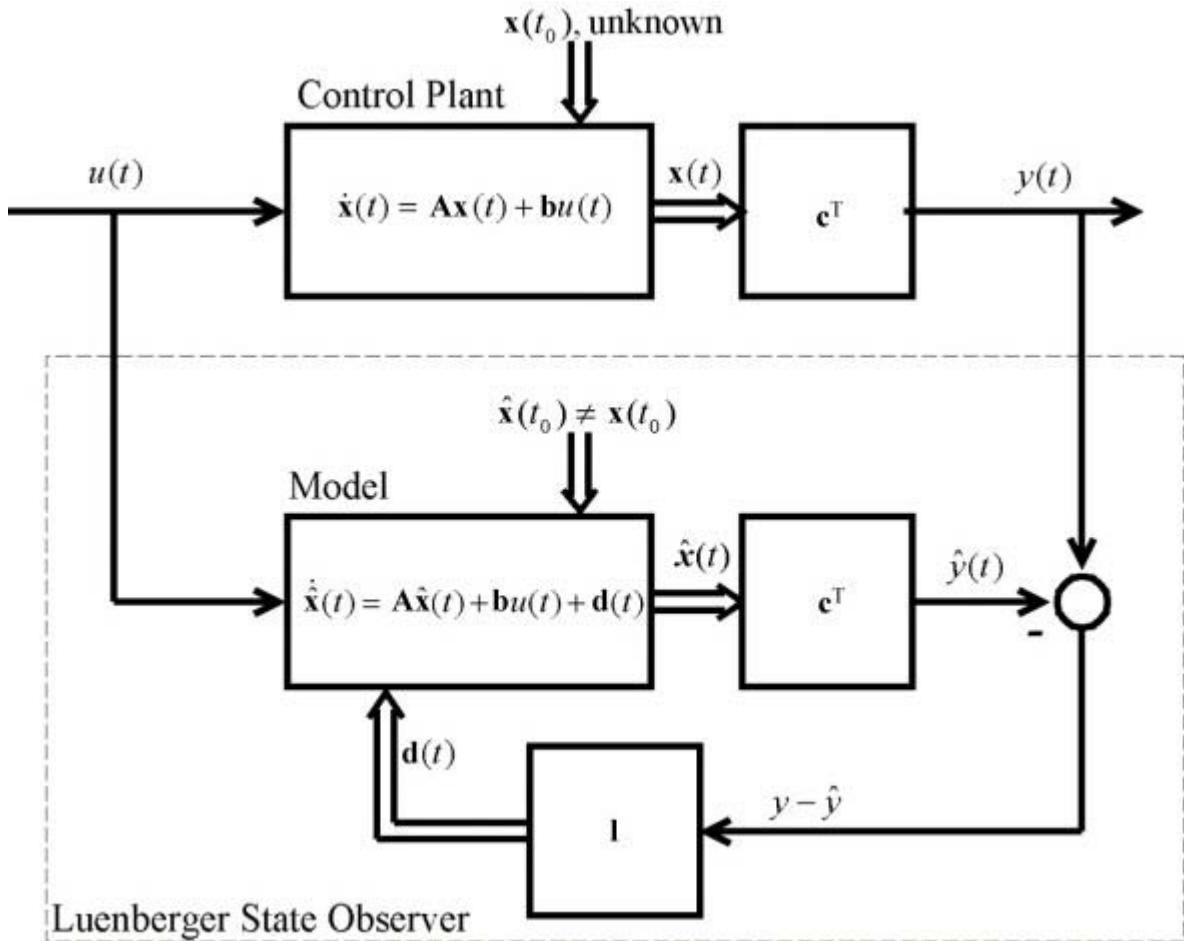 x(t₀), unknown
Control Plant
u(t)
ẋ(t) = Ax(t) + bu(t)
x(t)
cᵀ
y(t)
x̂(t₀) ≠ x(t₀)
Model
x̂̇(t) = Ax̂(t) + bu(t) + d(t)
x̂(t)
cᵀ
ŷ(t)
-
d(t)
l
y − ŷ
Luenberger State Observer